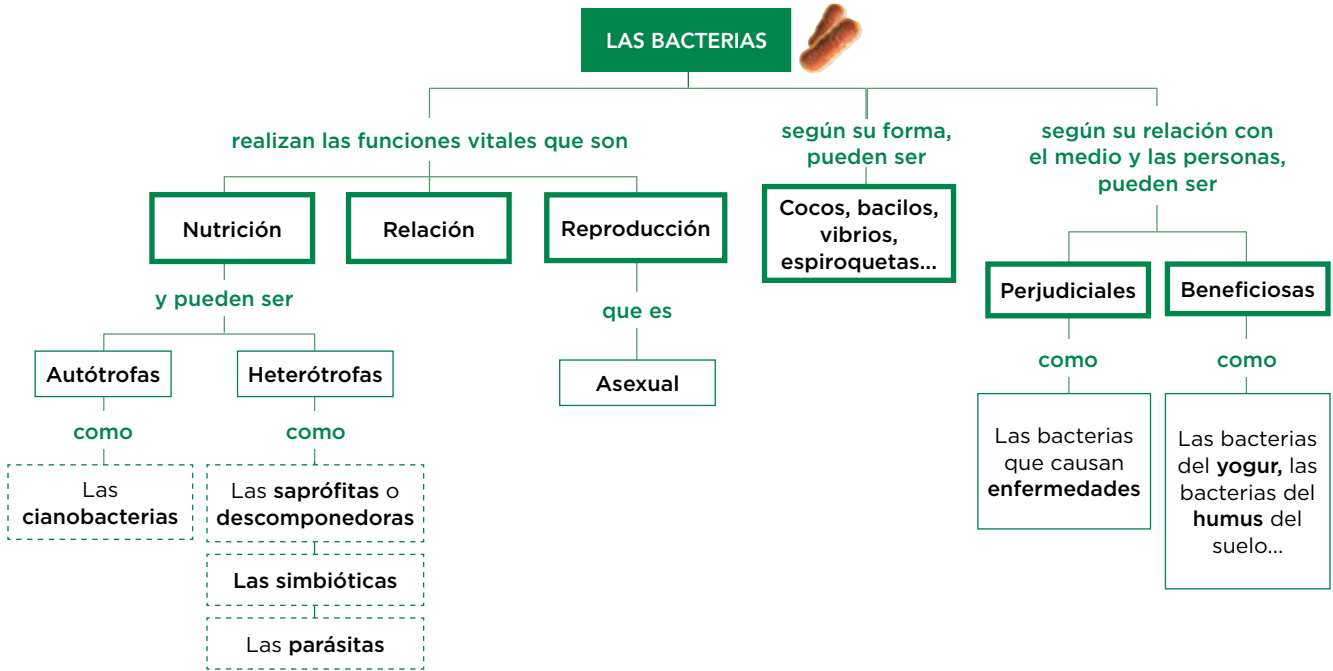 LAS BACTERIAS
realizan las funciones vitales que son
Nutrición
Relación
Reproducción
y pueden ser
Autótrofas
Heterótrofas
como
Las
cianobacterias
como
Las saprófitas o
descomponedoras
Las simbióticas
Las parásitas
que es
Asexual
según su forma,
pueden ser
Cocos, bacilos,
vibrios,
espiroquetas...
según su relación con
el medio y las personas,
pueden ser
Perjudiciales
Beneficiosas
como
Las bacterias
que causan
enfermedades
como
Las bacterias
del yogur, las
bacterias del
humus del
suelo...